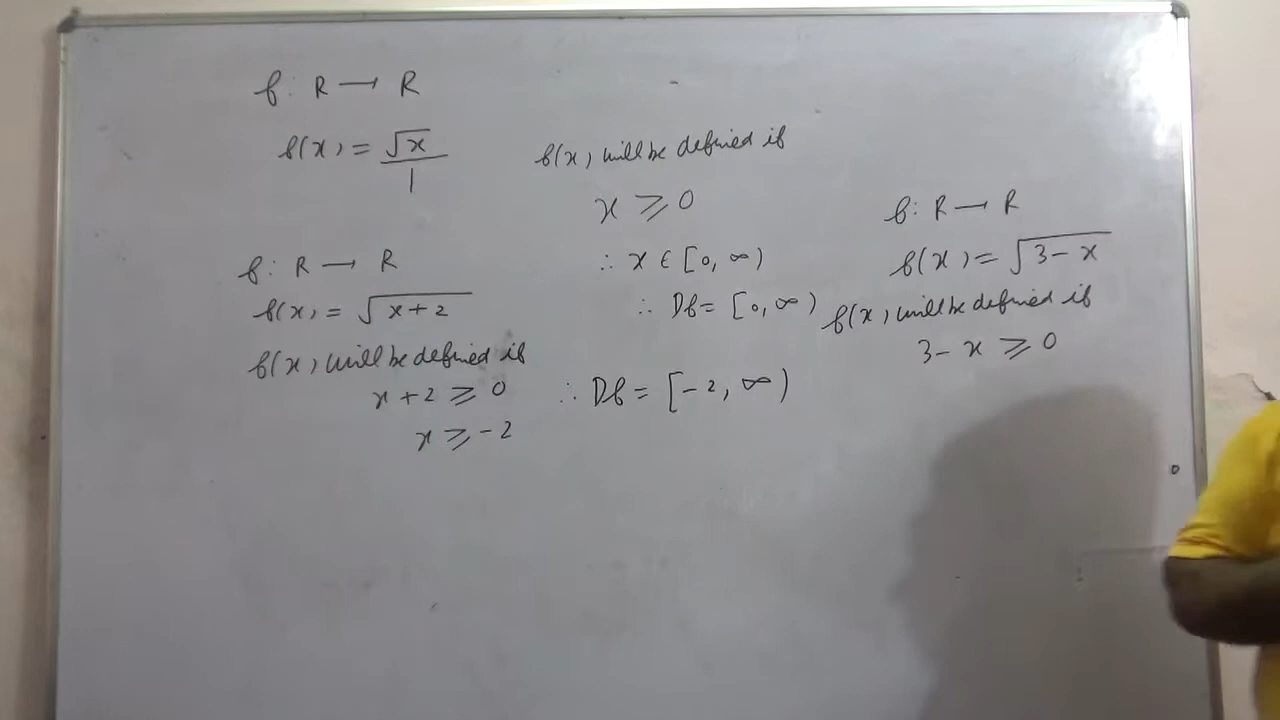 f: R → R
f(x) = √x / 1
f(x) will be defined if
x ≥ 0
∴ x ∈ [0, ∞)
∴ Df = [0, ∞)
f: R → R
f(x) = √(x+2)
f(x) will be defined if
x + 2 ≥ 0
x ≥ -2
∴ Df = [-2, ∞)
f: R → R
f(x) = √(3-x)
f(x) will be defined if
3 - x ≥ 0